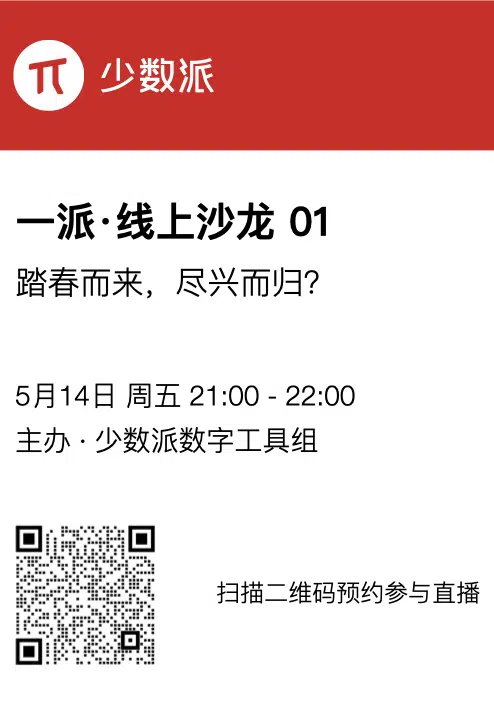 π 少数派
一派·线上沙龙 01
踏春而来，尽兴而归？
5月14日 周五 21:00 - 22:00
主办 · 少数派数字工具组
扫描二维码预约参与直播